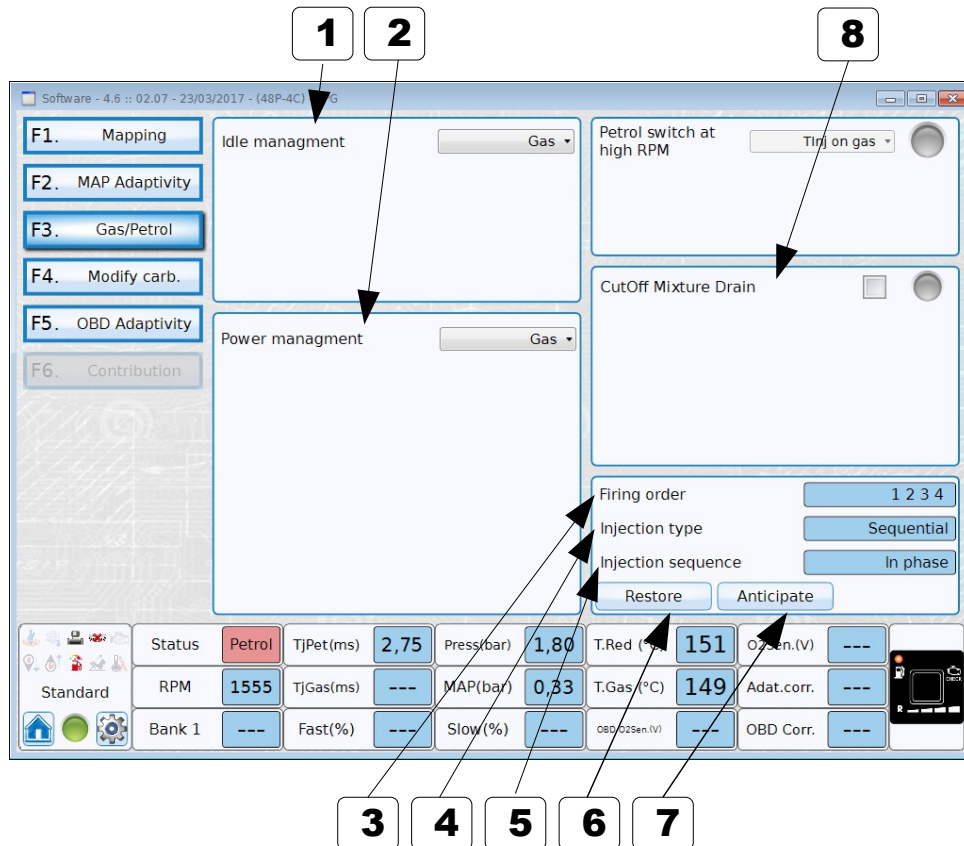 1 2 8
Software - 4.6 :: 02.07 - 23/03/2017 - (48P-4C) G
F1. Mapping
F2. MAP Adaptivity
F3. Gas/Petrol
F4. Modify carb.
F5. OBD Adaptivity
F6. Contribution
Idle managment Gas
Power managment Gas
Petrol switch at
high RPM
TInj on gas
CutOff Mixture Drain
Firing order 1 2 3 4
Injection type Sequential
Injection sequence In phase
Restore Anticipate
Standard
Status Petrol TjPet(ms) 2,75 Press(bar) 1,80 T.Red (°C) 151 O2Sen.(V) ---
RPM 1555 TjGas(ms) --- MAP(bar) 0,33 T.Gas (°C) 149 Adat.corr. ---
Bank 1 --- Fast(%) --- Slow(%) --- OBD O2Sen.(V) --- OBD Corr. ---
CHECK
R
3 4 5 6 7